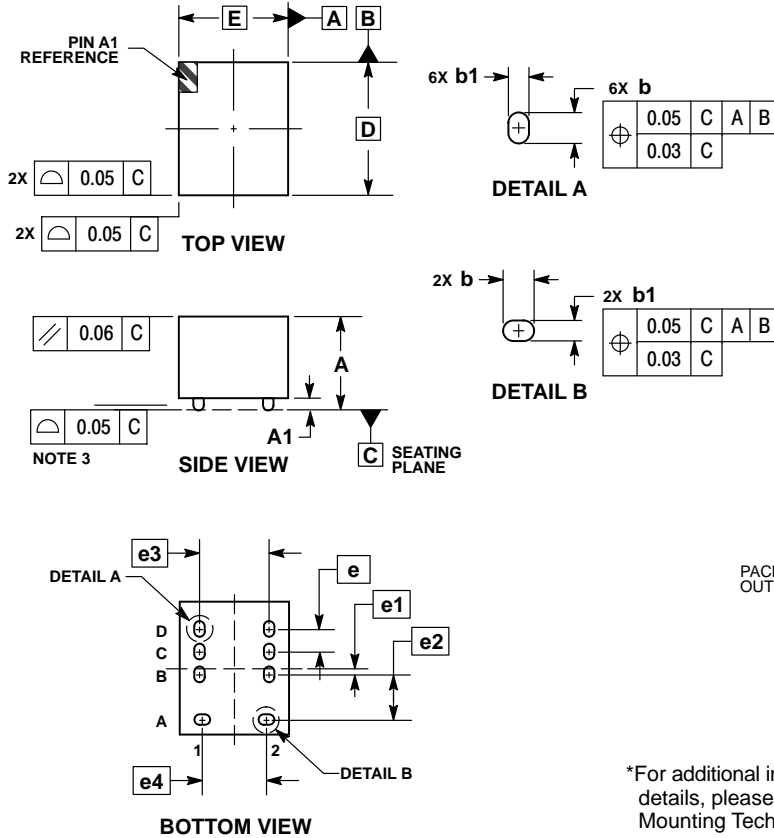 E A B
PIN A1
REFERENCE
D
2X 0.05 C
2X 0.05 C
TOP VIEW
6X b1
6X b
0.05 C A B
0.03 C
DETAIL A
2X b
2X b1
0.05 C A B
0.03 C
DETAIL B
0.06 C
A
0.05 C
A1
NOTE 3
SIDE VIEW
C SEATING
PLANE
e3
DETAIL A
e
e1
e2
D
C
B
A
1 2
e4
DETAIL B
BOTTOM VIEW
PACK
OUT
*For additional in
details, please
Mounting Tech